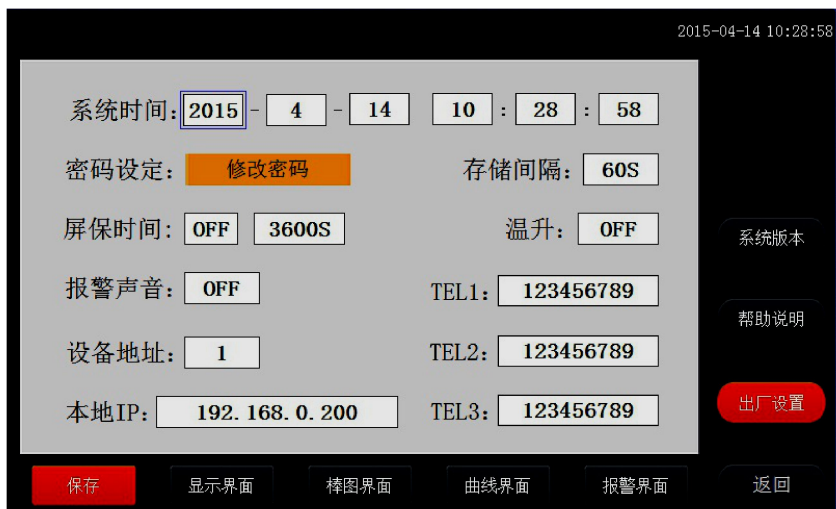 2015-04-14 10:28:58
系统时间: 2015 - 4 - 14 10 : 28 : 58
密码设定: 修改密码 存储间隔: 60S
屏保时间: OFF 3600S 温升: OFF
系统版本
报警声音: OFF TEL1: 123456789
帮助说明
设备地址: 1 TEL2: 123456789
本地IP: 192.168.0.200 TEL3: 123456789
出厂设置
保存 显示界面 棒图界面 曲线界面 报警界面 返回